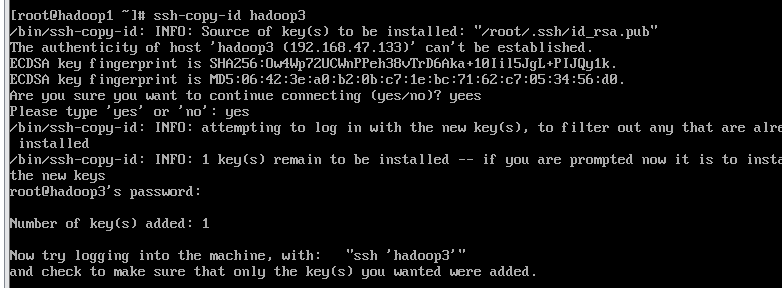 [root@hadoop1 ~]# ssh-copy-id hadoop3
/bin/ssh-copy-id: INFO: Source of key(s) to be installed: "/root/.ssh/id_rsa.pub"
The authenticity of host 'hadoop3 (192.168.47.133)' can't be established.
ECDSA key fingerprint is SHA256:Ow4Wp72UCWnPPeh38vTrD6Aka+10Iil5JgL+PIJQy1k.
ECDSA key fingerprint is MD5:06:42:3e:a0:b2:0b:c7:1e:bc:71:62:c7:05:34:56:d0.
Are you sure you want to continue connecting (yes/no)? yees
Please type 'yes' or 'no': yes
/bin/ssh-copy-id: INFO: attempting to log in with the new key(s), to filter out any that are alre
installed
/bin/ssh-copy-id: INFO: 1 key(s) remain to be installed -- if you are prompted now it is to insta
the new keys
root@hadoop3's password:
Number of key(s) added: 1
Now try logging into the machine, with:   "ssh 'hadoop3'"
and check to make sure that only the key(s) you wanted were added.